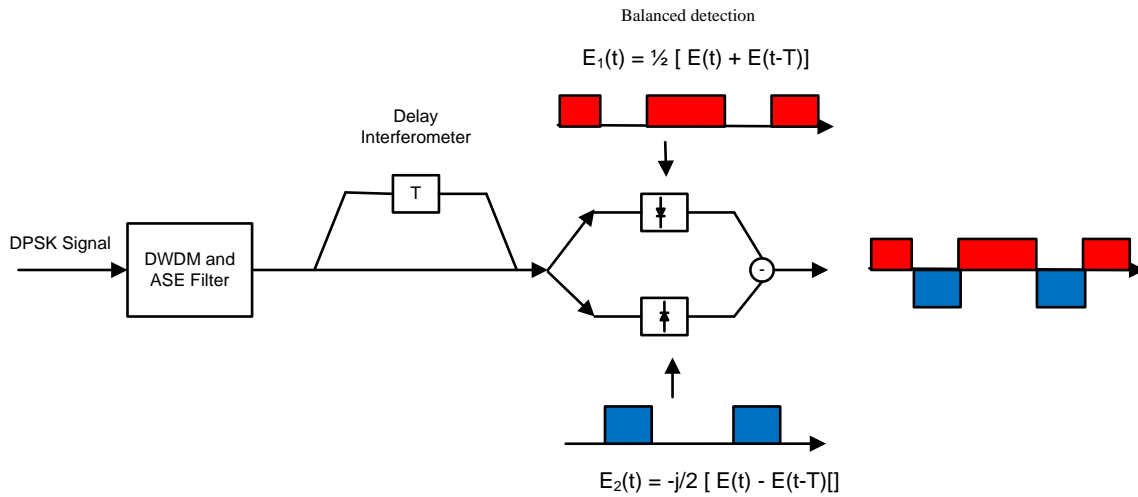 Balanced detection
E₁(t) = ½ [ E(t) + E(t-T)]
Delay
Interferometer
T
DPSK Signal
DWDM and
ASE Filter
-
E₂(t) = -j/2 [ E(t) - E(t-T)[]